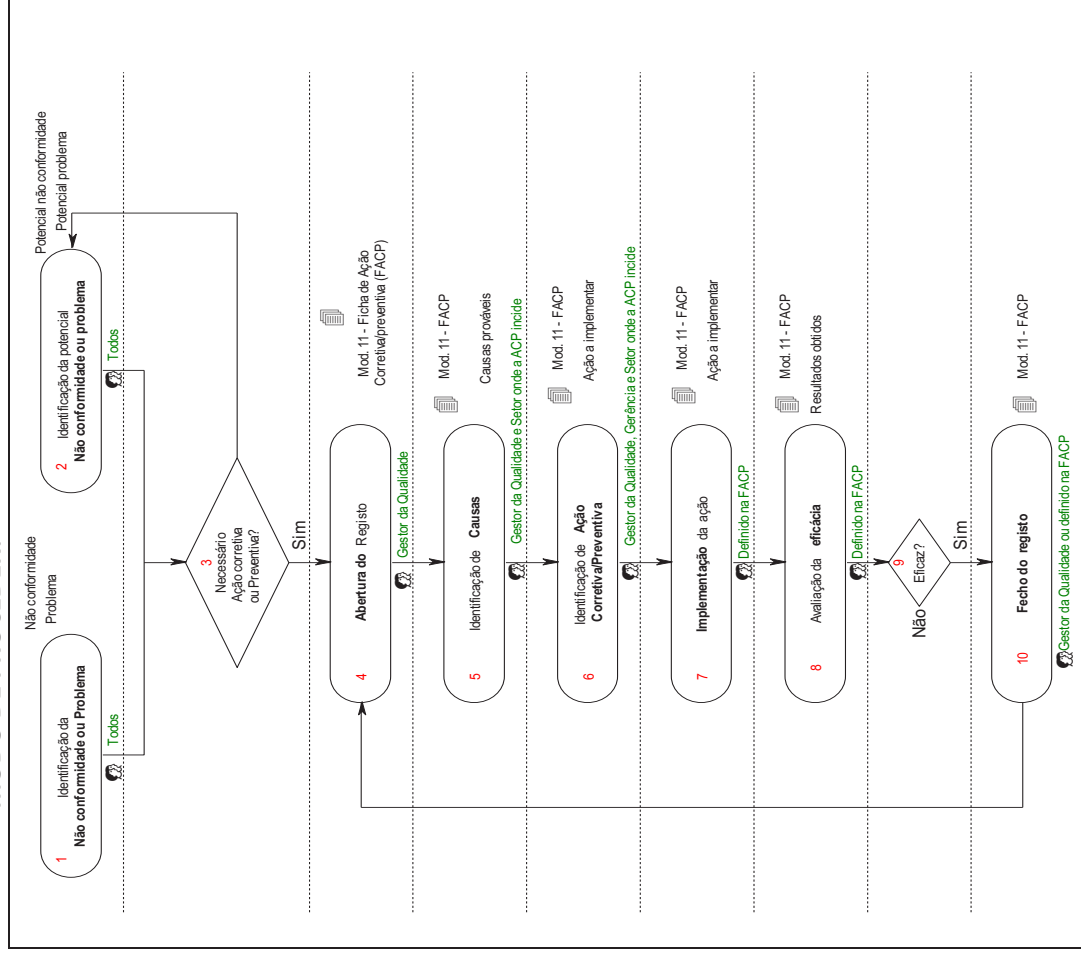 Não conformidade
Problema
1
Identificação da
Não conformidade ou Problema
Todos
Potencial não conformidade
Potencial problema
2
Identificação da potencial
Não conformidade ou problema
Todos
3
Necessário
Ação corretiva
ou Preventiva?
Sim
4
Abertura do Registo
Mod. 11 - Ficha de Ação
Corretiva/preventiva (FACP)
Gestor da Qualidade
5
Identificação de Causas
Mod. 11 - FACP
Causas prováveis
Gestor da Qualidade e Setor onde a ACP incide
6
Identificação de Ação
Corretiva/Preventiva
Mod. 11 - FACP
Ação a implementar
Gestor da Qualidade, Gerência e Setor onde a ACP incide
7
Implementação da ação
Mod. 11 - FACP
Ação a implementar
Definido na FACP
8
Avaliação da eficácia
Mod. 11 - FACP
Resultados obtidos
Definido na FACP
9
Eficaz?
Não
Sim
10
Fecho do registo
Mod. 11 - FACP
Gestor da Qualidade ou definido na FACP